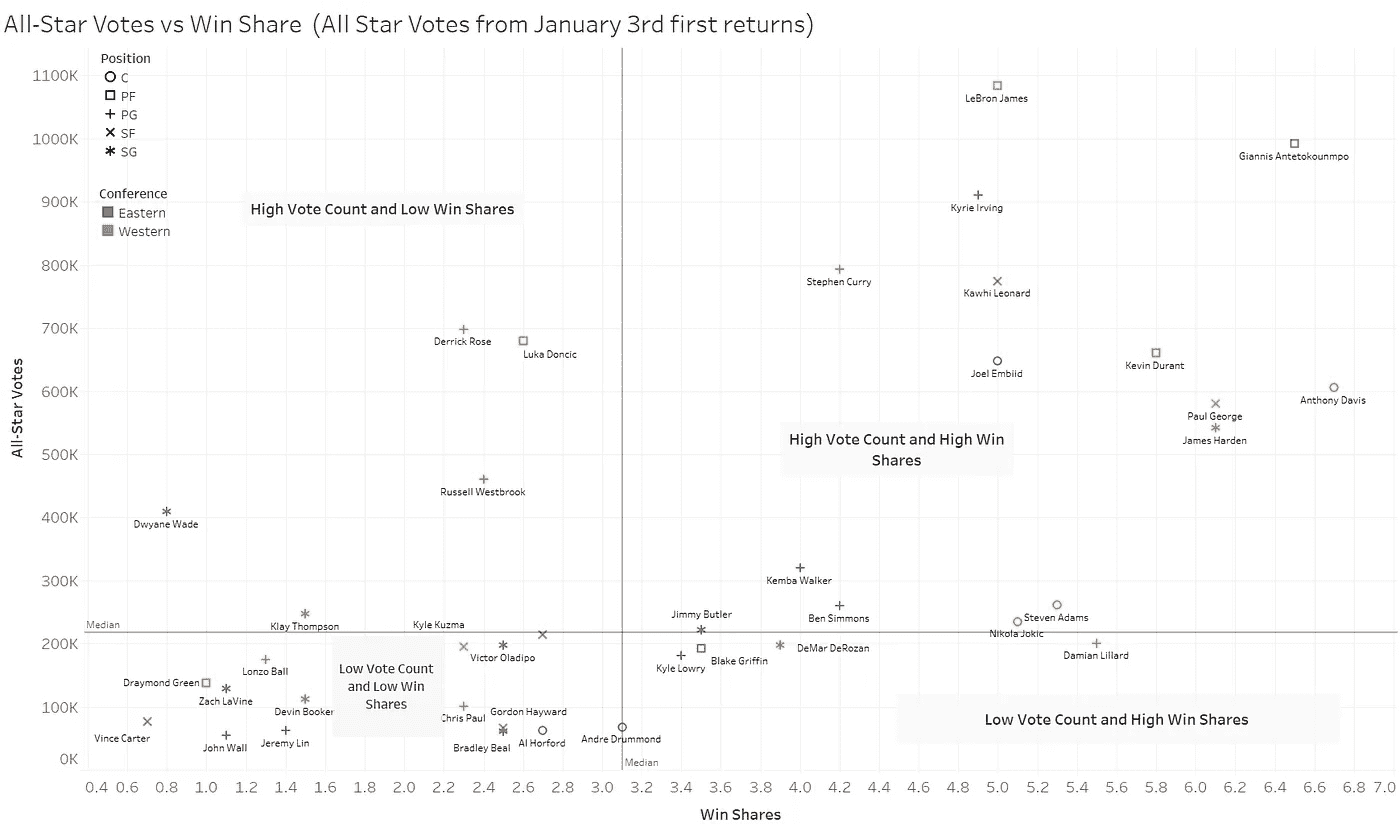 All-Star Votes vs Win Share (All Star Votes from January 3rd first returns)
Position
C
PF
PG
SF
SG
Conference
Eastern
Western
1100K
1000K
900K
800K
700K
600K
500K
400K
300K
200K
100K
0K
All-Star Votes
LeBron James
Giannis Antetokounmpo
High Vote Count and Low Win Shares
Kyrie Irving
Stephen Curry
Kawhi Leonard
Derrick Rose
Luka Doncic
Joel Embiid
Kevin Durant
Anthony Davis
Paul George
High Vote Count and High Win
Shares
James Harden
Russell Westbrook
Dwyane Wade
Kemba Walker
Jimmy Butler
Ben Simmons
Steven Adams
Median
Klay Thompson
Kyle Kuzma
Nikola Jokic
DeMar DeRozan
Victor Oladipo
Blake Griffin
Kyle Lowry
Damian Lillard
Lonzo Ball
Low Vote Count
and Low Win
Shares
Draymond Green
Zach LaVine
Devin Booker
Chris Paul
Gordon Hayward
Low Vote Count and High Win Shares
Vince Carter
John Wall
Jeremy Lin
Bradley Beal
Al Horford
Andre Drummond
Median
0.4 0.6 0.8 1.0 1.2 1.4 1.6 1.8 2.0 2.2 2.4 2.6 2.8 3.0 3.2 3.4 3.6 3.8 4.0 4.2 4.4 4.6 4.8 5.0 5.2 5.4 5.6 5.8 6.0 6.2 6.4 6.6 6.8 7.0
Win Shares